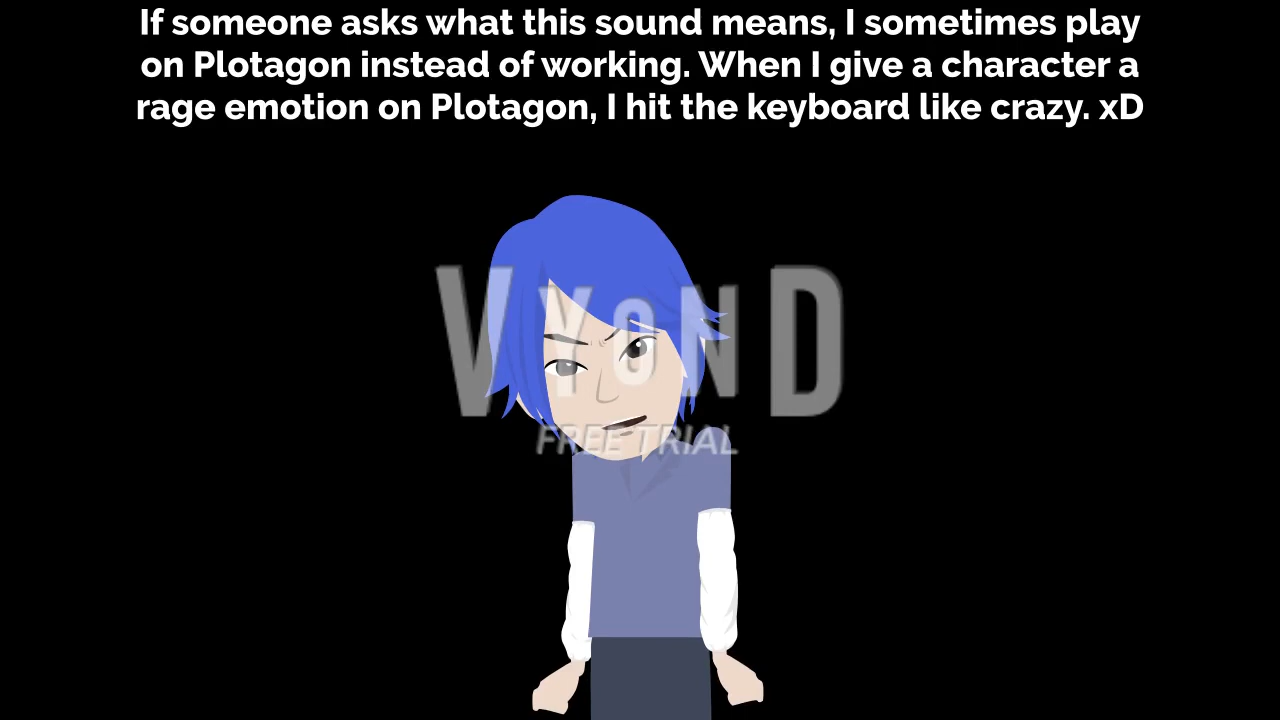 If someone asks what this sound means, I sometimes play
on Plotagon instead of working. When I give a character a
rage emotion on Plotagon, I hit the keyboard like crazy. xD
VYOND
FREE TRIAL